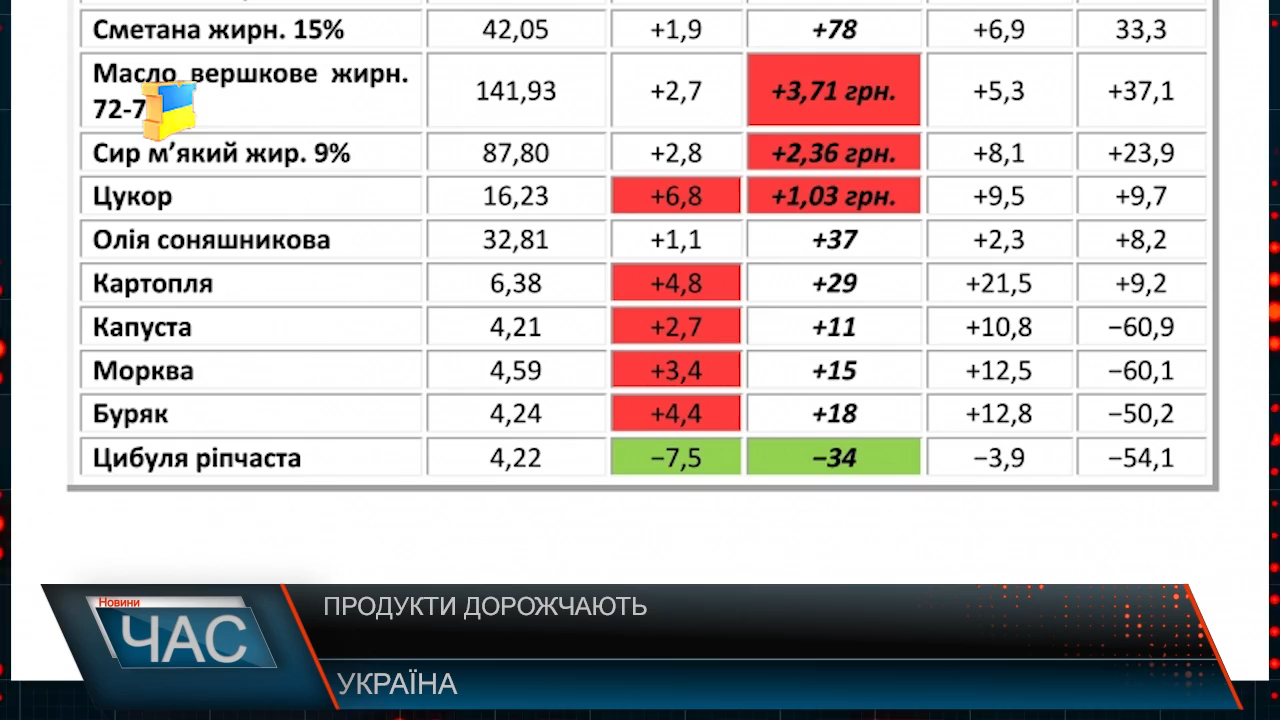 Сметана жирн. 15% 42,05 +1,9 +78 +6,9 33,3
Масло вершкове жирн. 141,93 +2,7 +3,71 грн. +5,3 +37,1
72-7
Сир м’який жир. 9% 87,80 +2,8 +2,36 грн. +8,1 +23,9
Цукор 16,23 +6,8 +1,03 грн. +9,5 +9,7
Олія соняшникова 32,81 +1,1 +37 +2,3 +8,2
Картопля 6,38 +4,8 +29 +21,5 +9,2
Капуста 4,21 +2,7 +11 +10,8 −60,9
Морква 4,59 +3,4 +15 +12,5 −60,1
Буряк 4,24 +4,4 +18 +12,8 −50,2
Цибуля ріпчаста 4,22 −7,5 −34 −3,9 −54,1
Новини
ЧАС
ПРОДУКТИ ДОРОЖЧАЮТЬ
УКРАЇНА